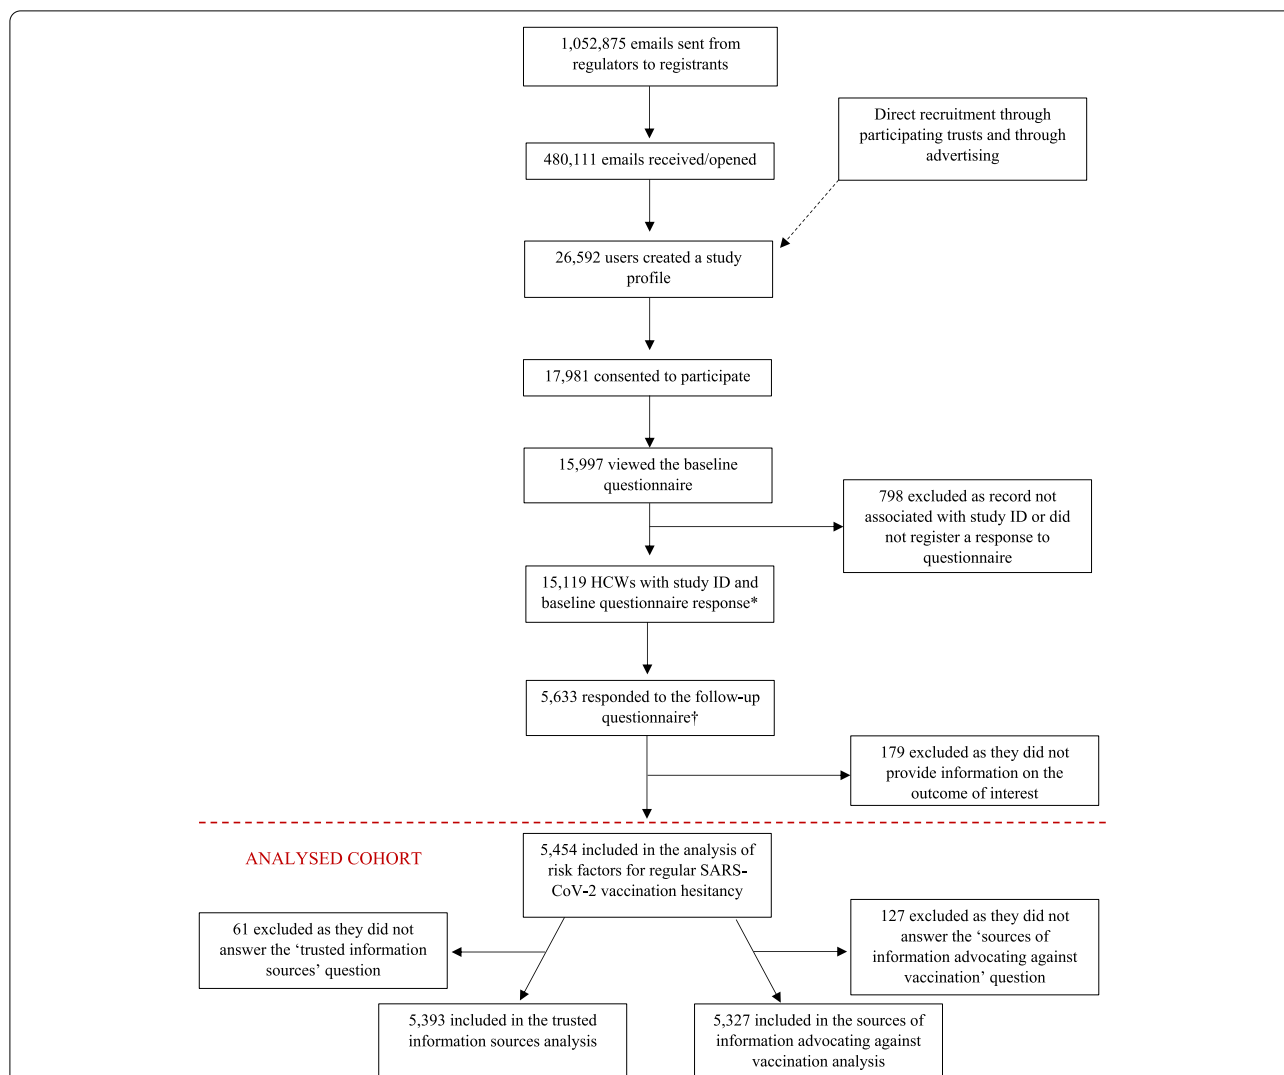 1,052,875 emails sent from
regulators to registrants
Direct recruitment through
participating trusts and through
advertising
480,111 emails received/opened
26,592 users created a study
profile
17,981 consented to participate
15,997 viewed the baseline
questionnaire
798 excluded as record not
associated with study ID or did
not register a response to
questionnaire
15,119 HCWs with study ID and
baseline questionnaire response*
5,633 responded to the follow-up
questionnaire†
179 excluded as they did not
provide information on the
outcome of interest
ANALYSED COHORT
5,454 included in the analysis of
risk factors for regular SARS-
CoV-2 vaccination hesitancy
61 excluded as they did not
answer the ‘trusted information
sources’ question
127 excluded as they did not
answer the ‘sources of
information advocating against
vaccination’ question
5,393 included in the trusted
information sources analysis
5,327 included in the sources of
information advocating against
vaccination analysis